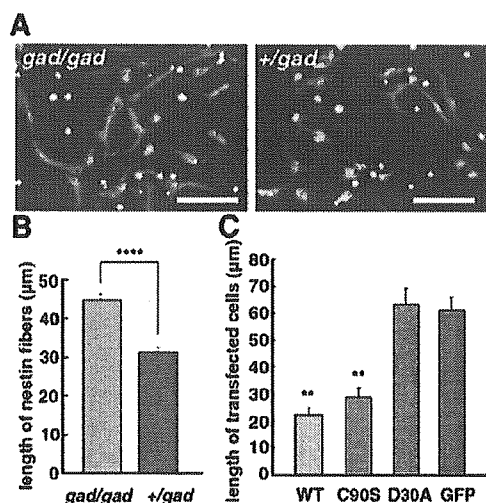 A
gad/gad
+/gad
B
C
length of nestin fibers (µm)
50
40
30
20
10
0
****
gad/gad
+/gad
length of transfected cells (µm)
80
70
60
50
40
30
20
10
0
**
**
WT C90S D30A GFP